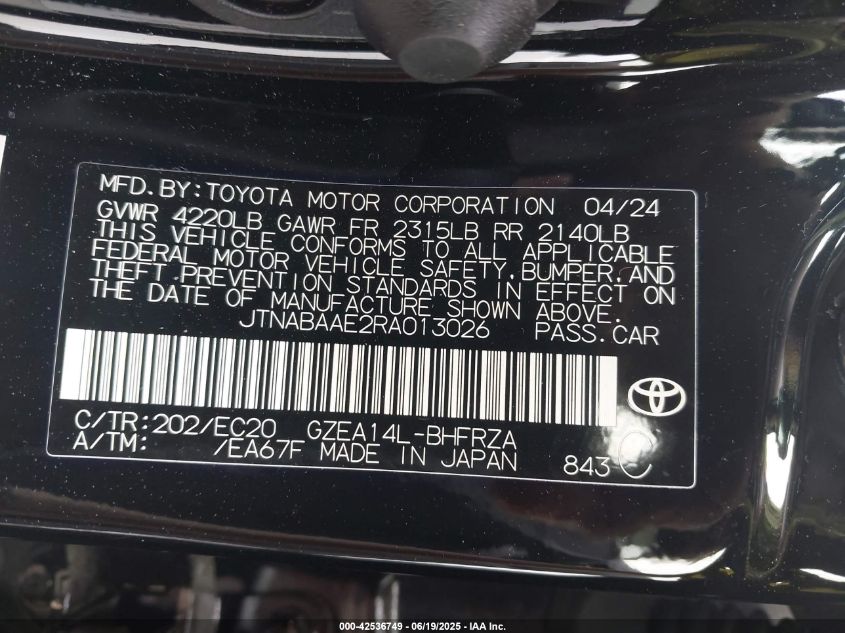 MFD.BY:TOYOTA MOTOR CORPORATION 04/24
GVWR 4220LB GAWR FR 2315LB RR 2140LB
THIS VEHICLE CONFORMS TO ALL APPLICABLE
FEDERAL MOTOR VEHICLE SAFETY,BUMPER,AND
THEFT PREVENTION STANDARDS IN EFFECT ON
THE DATE OF MANUFACTURE SHOWN ABOVE.
JTNABAAE2RA013026 PASS.CAR
C/TR:202/EC20 GZEA14L-BHFRZA
A/TM: /EA67F MADE IN JAPAN 843 C
000-42536749 - 06/19/2025 - IAA Inc.